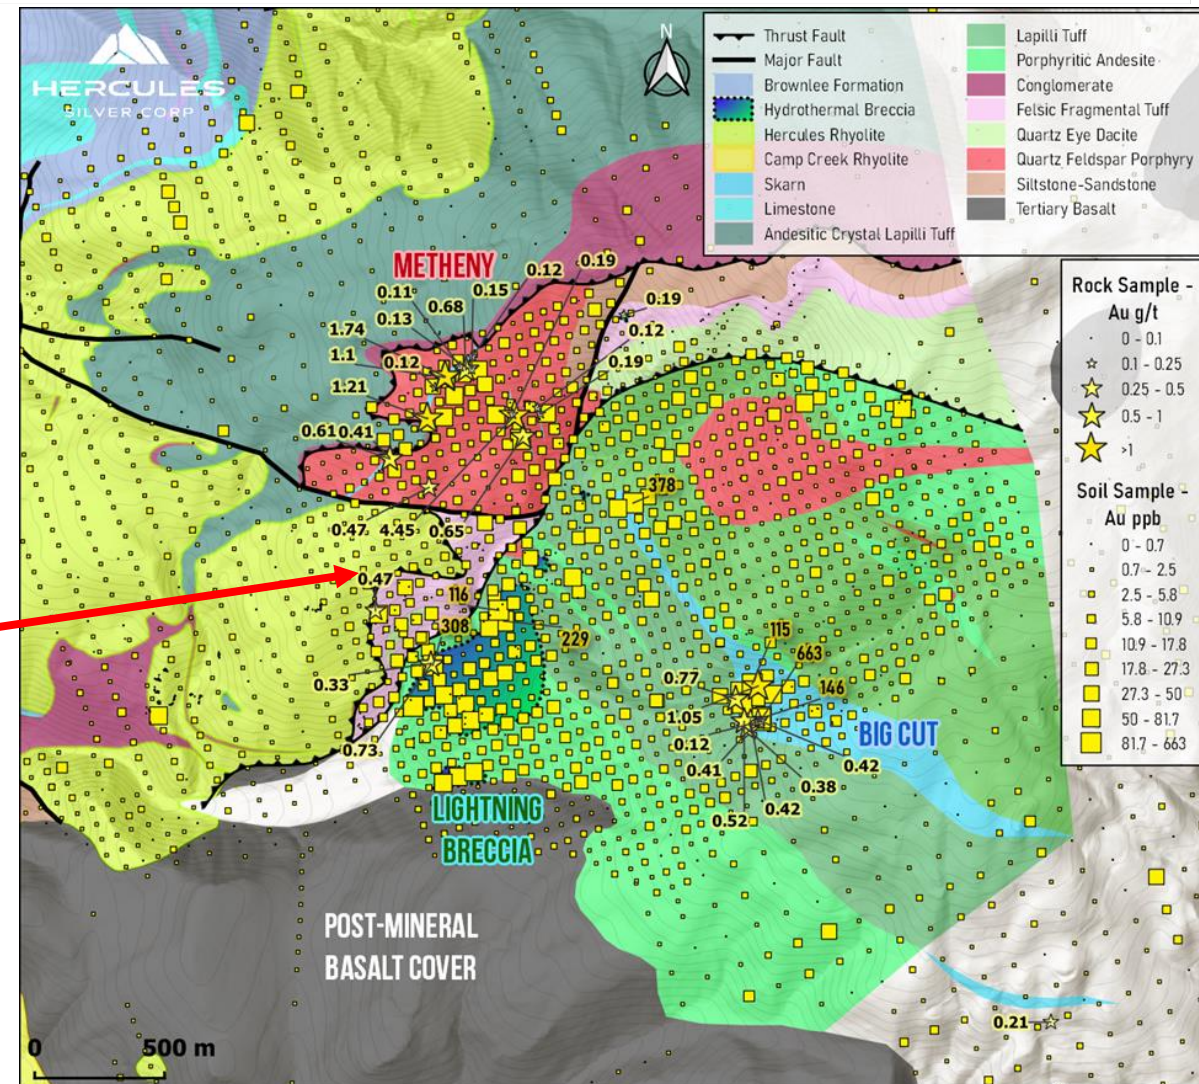 HERCULES
SILVER CORP
N
Thrust Fault
Major Fault
Brownlee Formation
Hydrothermal Breccia
Hercules Rhyolite
Camp Creek Rhyolite
Skarn
Limestone
Andesitic Crystal Lapilli Tuff
Lapilli Tuff
Porphyritic Andesite
Conglomerate
Felsic Fragmental Tuff
Quartz Eye Dacite
Quartz Feldspar Porphyry
Siltstone-Sandstone
Tertiary Basalt
Rock Sample -
Au g/t
0 - 0.1
0.1 - 0.25
0.25 - 0.5
0.5 - 1
>1
Soil Sample -
Au ppb
0 - 0.7
0.7 - 2.5
2.5 - 5.8
5.8 - 10.9
10.9 - 17.8
17.8 - 27.3
27.3 - 50
50 - 81.7
81.7 - 663
METHENY
0.12
0.19
0.11
0.68
0.15
0.13
0.19
1.74
0.12
1.1
0.12
0.19
1.21
0.61 0.41
378
0.47 4.45 0.65
0.47
116
308
229
115
663
0.33
0.77
146
1.05
0.73
0.12
BIG CUT
0.41
0.42
0.38
0.42
0.52
LIGHTNING
BRECCIA
POST-MINERAL
BASALT COVER
0.21
0 500 m